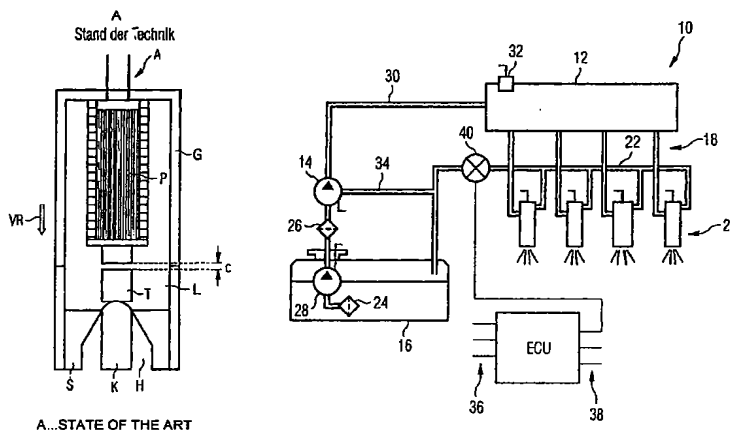 A
Stand der Technik
A
G
P
VR
c
T
L
S
K
H
A...STATE OF THE ART
10
32
12
30
18
40
22
14
34
26
2
28
24
16
ECU
36
38